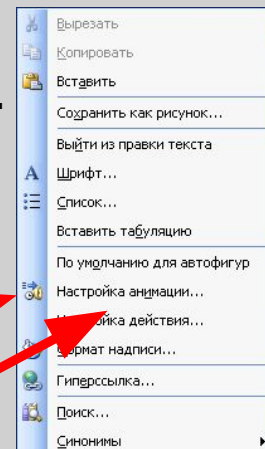 Вырезать
Копировать
Вставить
Сохранить как рисунок...
Выйти из правки текста
Шрифт...
Список...
Вставить табуляцию
По умолчанию для автофигур
Настройка анимации...
действия...
надписи...
Гиперссылка...
Поиск...
Синонимы